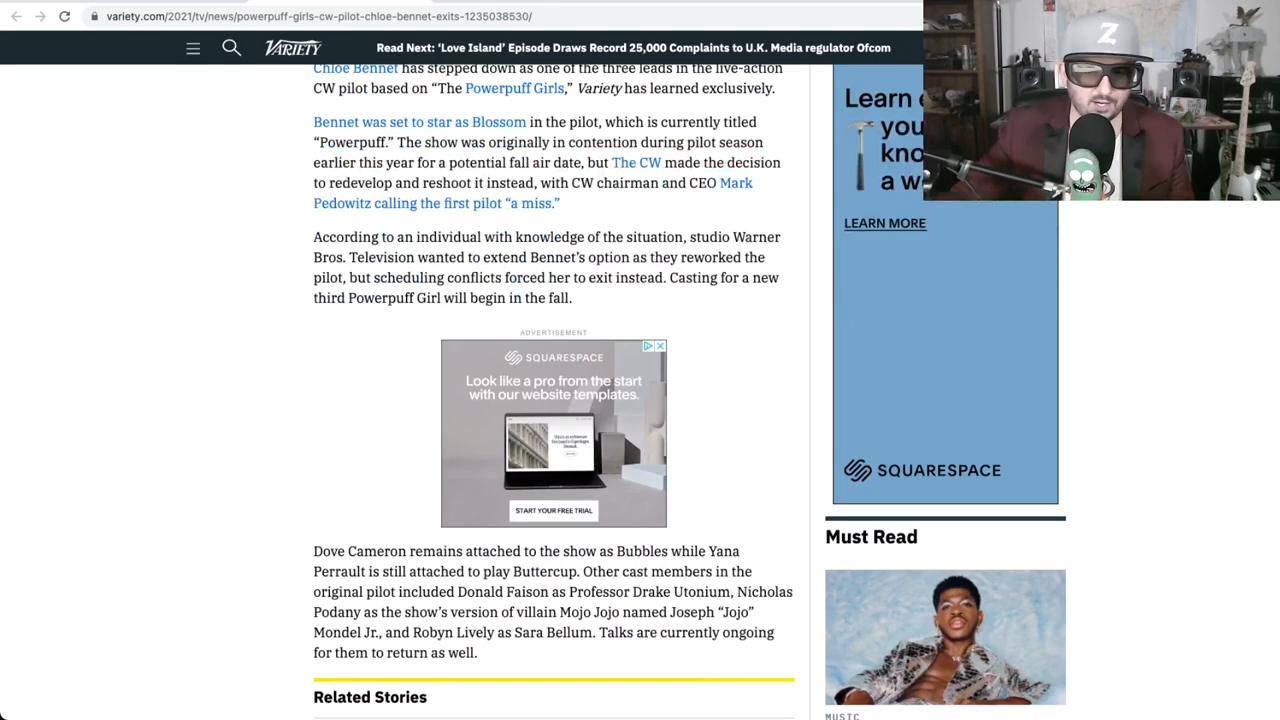 variety.com/2021/tv/news/powerpuff-girls-cw-pilot-chloe-bennet-exits-1235038530/
VARIETY
Read Next: ‘Love Island’ Episode Draws Record 25,000 Complaints to U.K. Media regulator Ofcom
Chloe Bennet has stepped down as one of the three leads in the live-action
CW pilot based on “The Powerpuff Girls,” Variety has learned exclusively.
Bennet was set to star as Blossom in the pilot, which is currently titled
“Powerpuff.” The show was originally in contention during pilot season
earlier this year for a potential fall air date, but The CW made the decision
to redevelop and reshoot it instead, with CW chairman and CEO Mark
Pedowitz calling the first pilot “a miss.”
According to an individual with knowledge of the situation, studio Warner
Bros. Television wanted to extend Bennet’s option as they reworked the
pilot, but scheduling conflicts forced her to exit instead. Casting for a new
third Powerpuff Girl will begin in the fall.
ADVERTISEMENT
SQUARESPACE
Look like a pro from the start
with our website templates.
START YOUR FREE TRIAL
Dove Cameron remains attached to the show as Bubbles while Yana
Perrault is still attached to play Buttercup. Other cast members in the
original pilot included Donald Faison as Professor Drake Utonium, Nicholas
Podany as the show’s version of villain Mojo Jojo named Joseph “Jojo”
Mondel Jr., and Robyn Lively as Sara Bellum. Talks are currently ongoing
for them to return as well.
Related Stories
Learn
you
kno
a w
LEARN MORE
SQUARESPACE
Must Read
MUSIC
Z